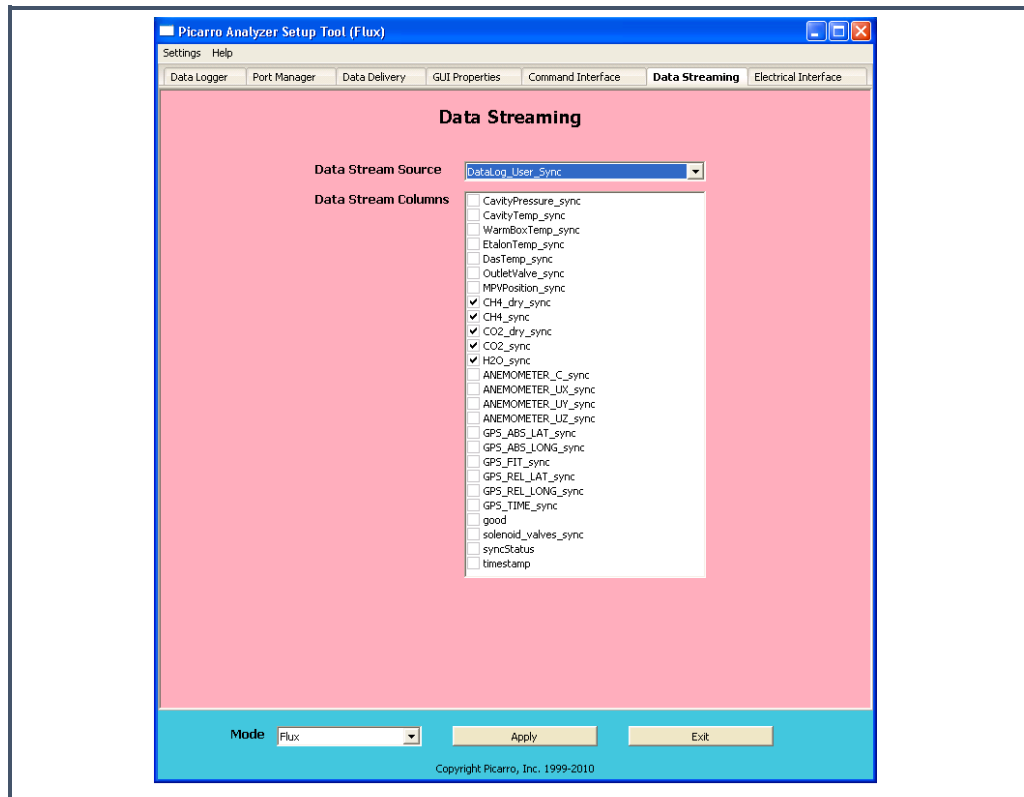 Picarro Analyzer Setup Tool (Flux)
Settings Help
Data Logger Port Manager Data Delivery GUI Properties Command Interface Data Streaming Electrical Interface
Data Streaming
Data Stream Source DataLog_User_Sync
Data Stream Columns
CavityPressure_sync
CavityTemp_sync
WarmBoxTemp_sync
EtalonTemp_sync
DasTemp_sync
OutletValve_sync
MPVPosition_sync
CH4_dry_sync
CH4_sync
CO2_dry_sync
CO2_sync
H2O_sync
ANEMOMETER_C_sync
ANEMOMETER_UX_sync
ANEMOMETER_UY_sync
ANEMOMETER_UZ_sync
GPS_ABS_LAT_sync
GPS_ABS_LONG_sync
GPS_FIT_sync
GPS_REL_LAT_sync
GPS_REL_LONG_sync
GPS_TIME_sync
good
solenoid_valves_sync
syncStatus
timestamp
Mode Flux Apply Exit
Copyright Picarro, Inc. 1999-2010